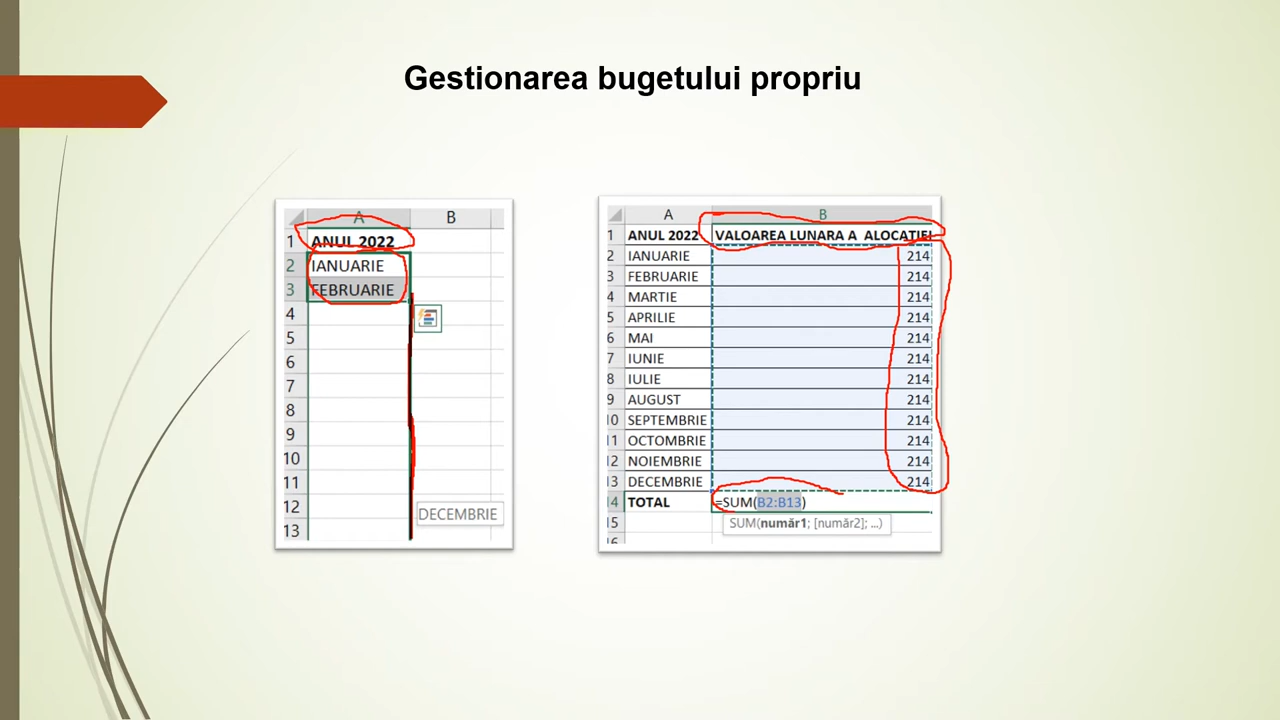 Gestionarea bugetului propriu
A B
1 ANUL 2022
2 IANUARIE
3 FEBRUARIE
4
5
6
7
8
9
10
11
12 DECEMBRIE
13
A B
1 ANUL 2022 VALOAREA LUNARA A ALOCAȚIEI
2 IANUARIE 214
3 FEBRUARIE 214
4 MARTIE 214
5 APRILIE 214
6 MAI 214
7 IUNIE 214
8 IULIE 214
9 AUGUST 214
10 SEPTEMBRIE 214
11 OCTOMBRIE 214
12 NOIEMBRIE 214
13 DECEMBRIE 214
14 TOTAL =SUM(B2:B13)
15 SUM(număr1; [număr2]; ...)
16